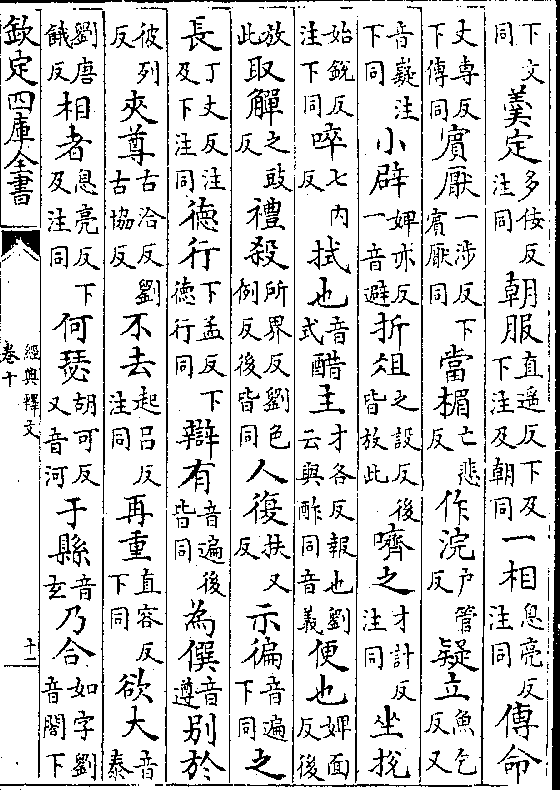 下文同羹定多佞反注同朝服直遥反下及下注及朝同一相息亮反注同傳命
丈専反下傳同賓厭一涉反下賓厭同當楣亡悲反作浣戸管反疑立魚乞反又
音嶷注下同小辟婢亦反一音避折俎之設反後皆放此嚌之才計反注同坐挩
始銳反注下同啐七内反拭也音式醋主才各反報也劉云與酢同音義便也婢面反後
放此取觶之豉反禮殺所界反劉色例反後皆同人復扶又反示徧音遍下同之
長丁丈反注及下注同德行下孟反下德行同辯有音遍後皆同為僎音遵别於
彼列反夾尊古洽反劉古協反不去起呂反注同再重直容反下同欲大音泰
劉唐餓反相者息亮反下及注同何瑟胡可反又音河于縣音玄乃合如字劉音閤下
欽定四庫全書
經典釋文
卷十
十二